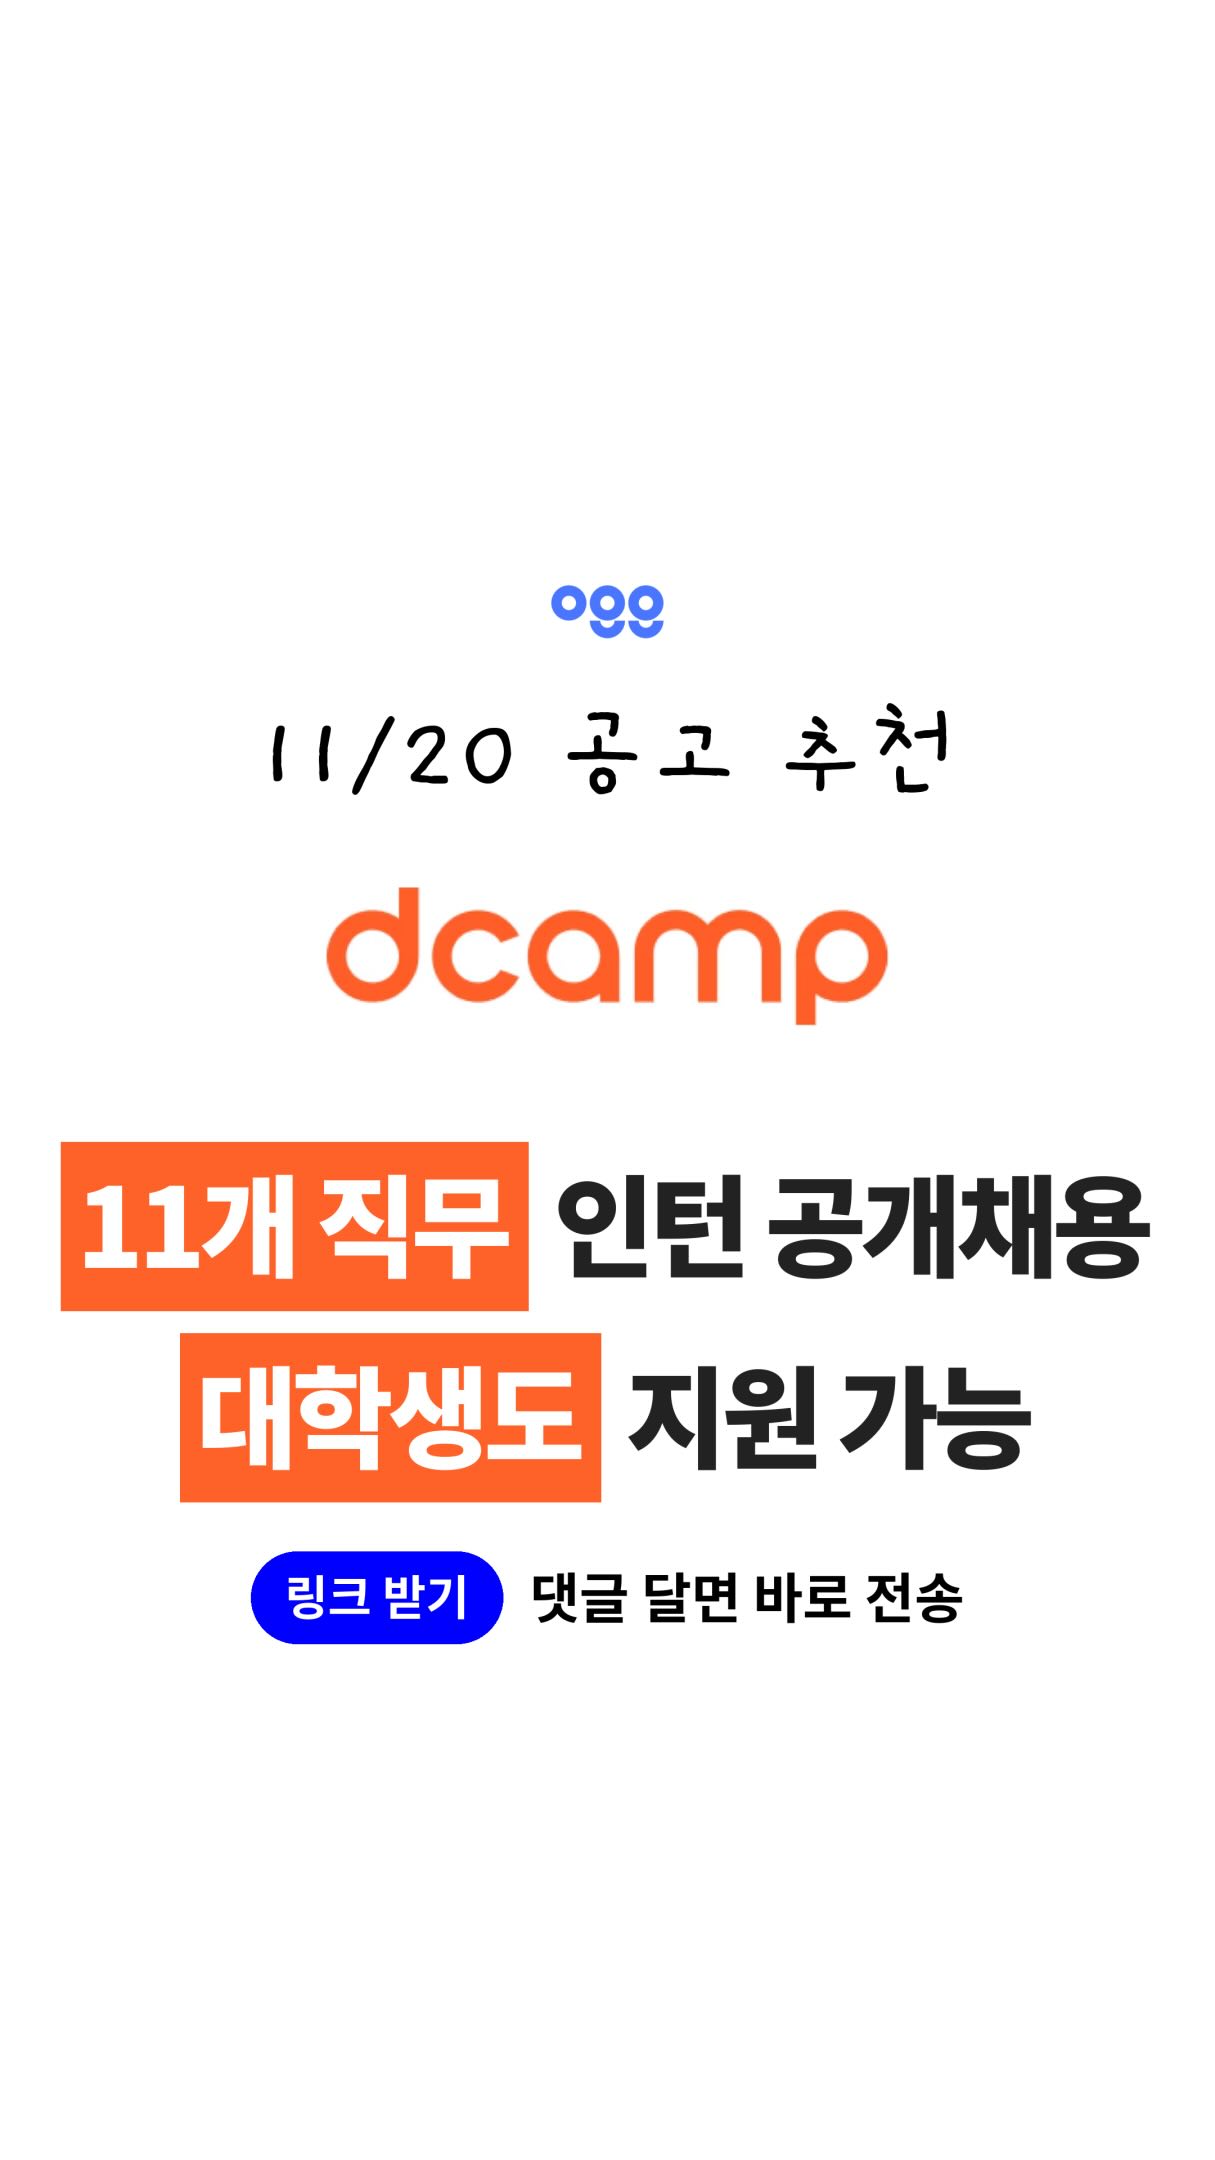 ogg
11/20 공고 추천
dcamp
11개 직무 인턴 공개채용
대학생도 지원 가능
링크 받기 댓글 달면 바로 전송